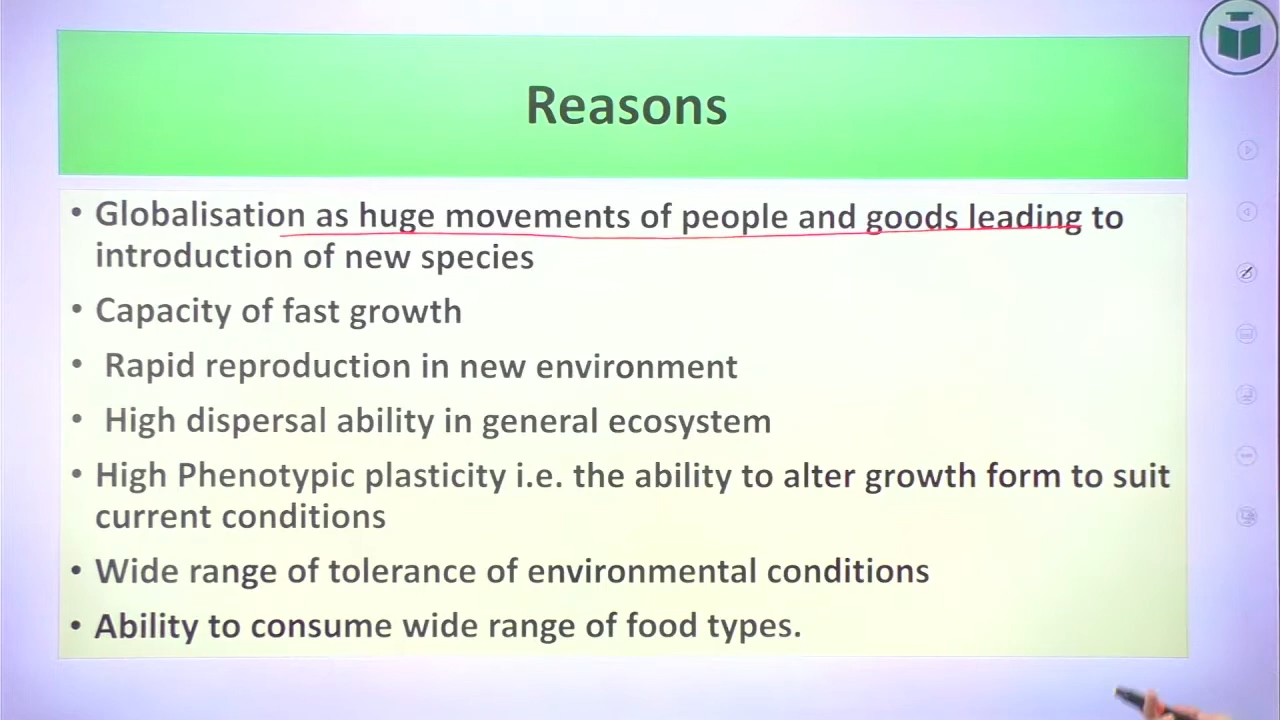 Reasons
• Globalisation as huge movements of people and goods leading to
introduction of new species
• Capacity of fast growth
• Rapid reproduction in new environment
• High dispersal ability in general ecosystem
• High Phenotypic plasticity i.e. the ability to alter growth form to suit
current conditions
• Wide range of tolerance of environmental conditions
• Ability to consume wide range of food types.